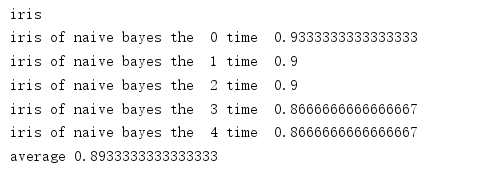 iris
iris of naive bayes the  0 time  0.9333333333333333
iris of naive bayes the  1 time  0.9
iris of naive bayes the  2 time  0.9
iris of naive bayes the  3 time  0.8666666666666667
iris of naive bayes the  4 time  0.8666666666666667
average 0.8933333333333333